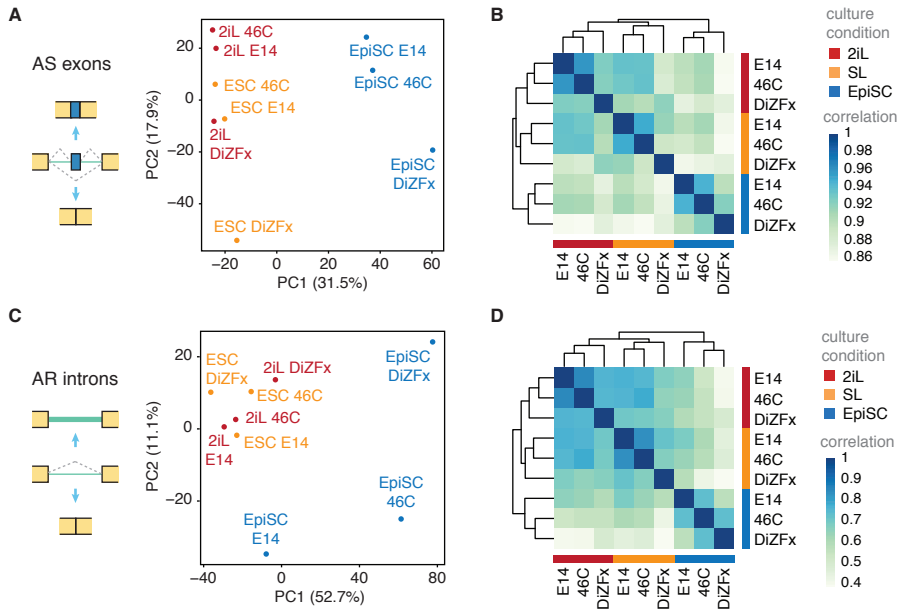 A
AS exons
PC2 (17.9%)
20
0
−20
−40
2iL 46C
2iL E14
ESC 46C
ESC E14
2iL
DiZFx
ESC DiZFx
EpiSC E14
EpiSC 46C
EpiSC
DiZFx
−20
0
20
40
60
PC1 (31.5%)
B
E14
46C
DiZFx
E14
46C
DiZFx
E14
46C
DiZFx
E14
46C
DiZFx
E14
46C
DiZFx
E14
46C
DiZFx
culture
condition
2iL
SL
EpiSC
correlation
1
0.98
0.96
0.94
0.92
0.90
0.88
0.86
C
AR introns
PC2 (11.1%)
20
0
−20
ESC
DiZFx
2iL DiZFx
ESC 46C
2iL 46C
2iL
E14
ESC E14
EpiSC
DiZFx
EpiSC
46C
EpiSC
E14
−40
0
40
80
PC1 (52.7%)
D
E14
46C
DiZFx
E14
46C
DiZFx
E14
46C
DiZFx
E14
46C
DiZFx
E14
46C
DiZFx
E14
46C
DiZFx
culture
condition
2iL
SL
EpiSC
correlation
1
0.9
0.8
0.7
0.6
0.5
0.4